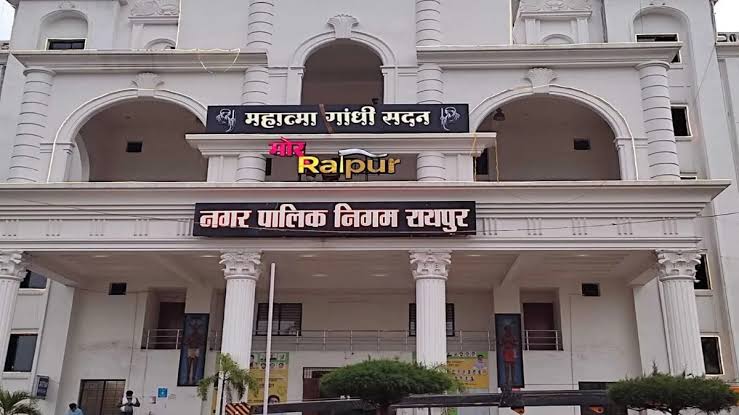 महात्मा गांधी सदन
मोर Raipur
नगर पालिक निगम रायपुर